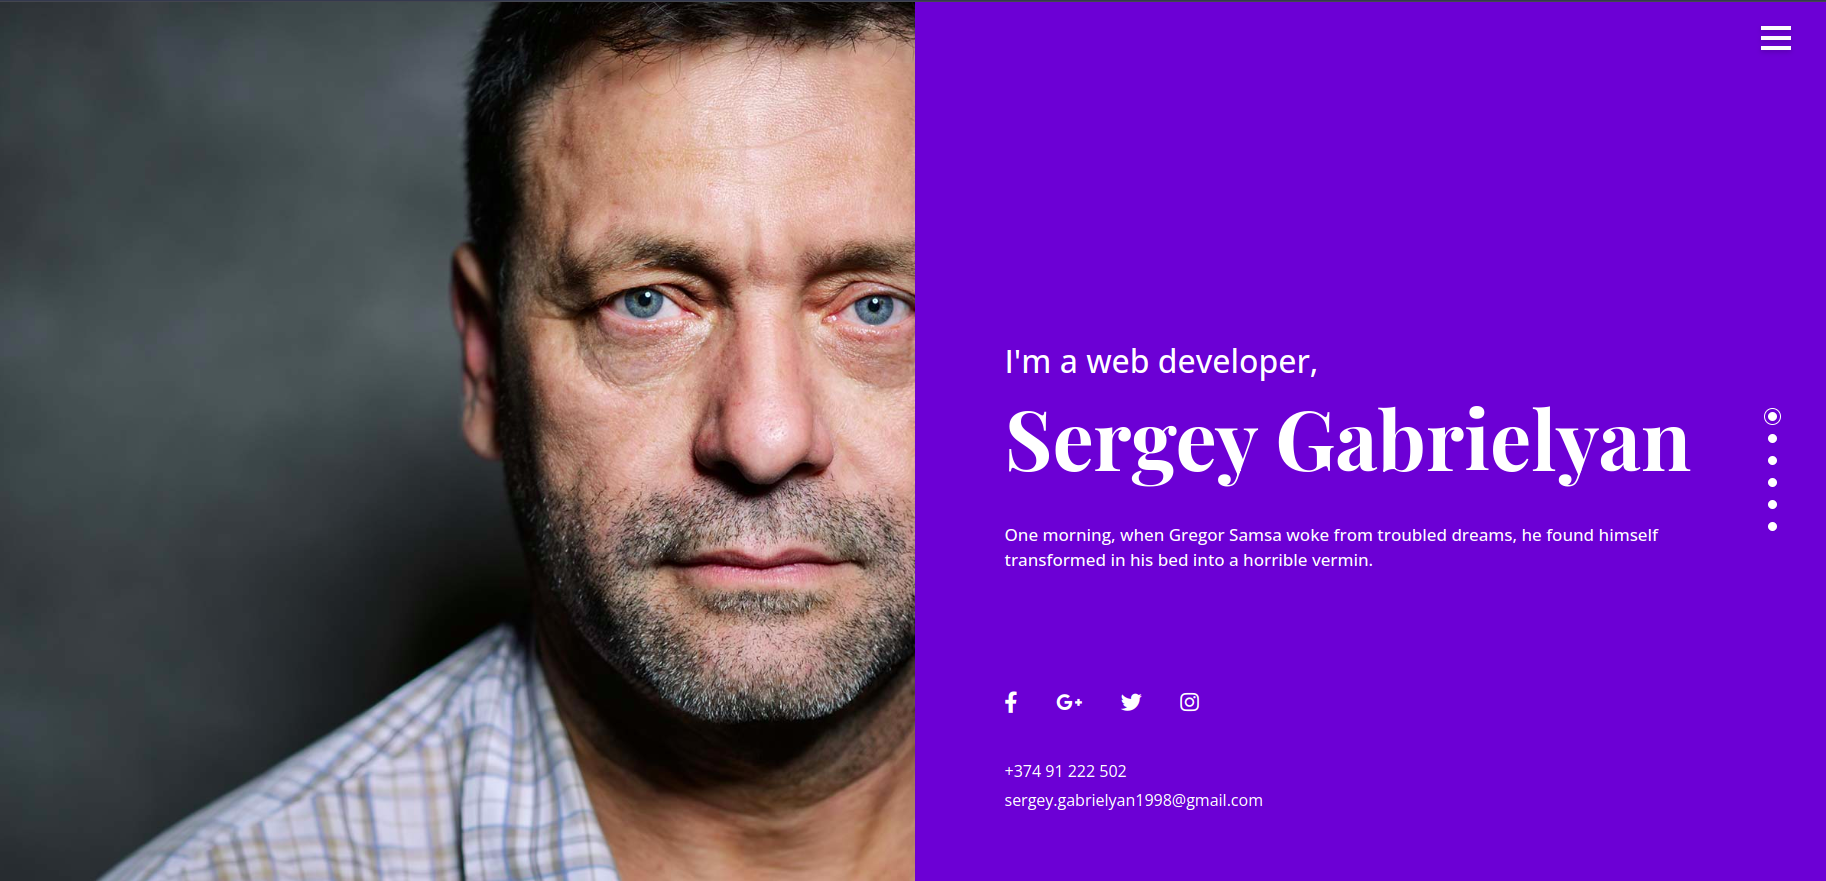 I'm a web developer,
Sergey Gabrielyan
One morning, when Gregor Samsa woke from troubled dreams, he found himself
transformed in his bed into a horrible vermin.
+374 91 222 502
sergey.gabrielyan1998@gmail.com